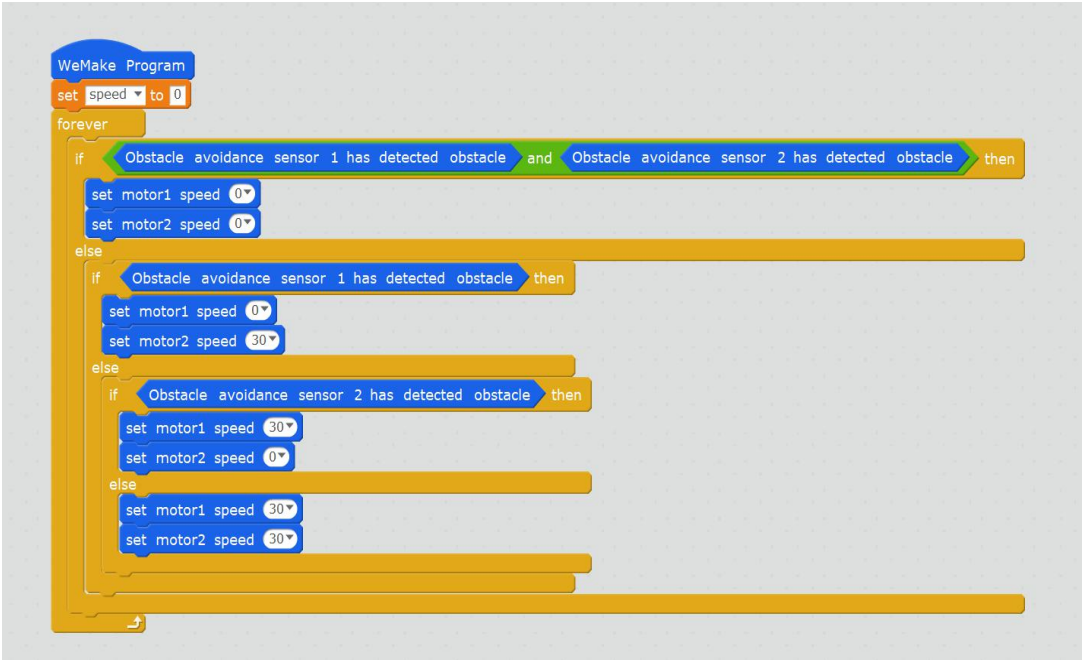 WeMake Program
set speed to 0
forever
if Obstacle avoidance sensor 1 has detected obstacle and Obstacle avoidance sensor 2 has detected obstacle then
set motor1 speed 0
set motor2 speed 0
else
if Obstacle avoidance sensor 1 has detected obstacle then
set motor1 speed 0
set motor2 speed 30
else
if Obstacle avoidance sensor 2 has detected obstacle then
set motor1 speed 30
set motor2 speed 0
else
set motor1 speed 30
set motor2 speed 30